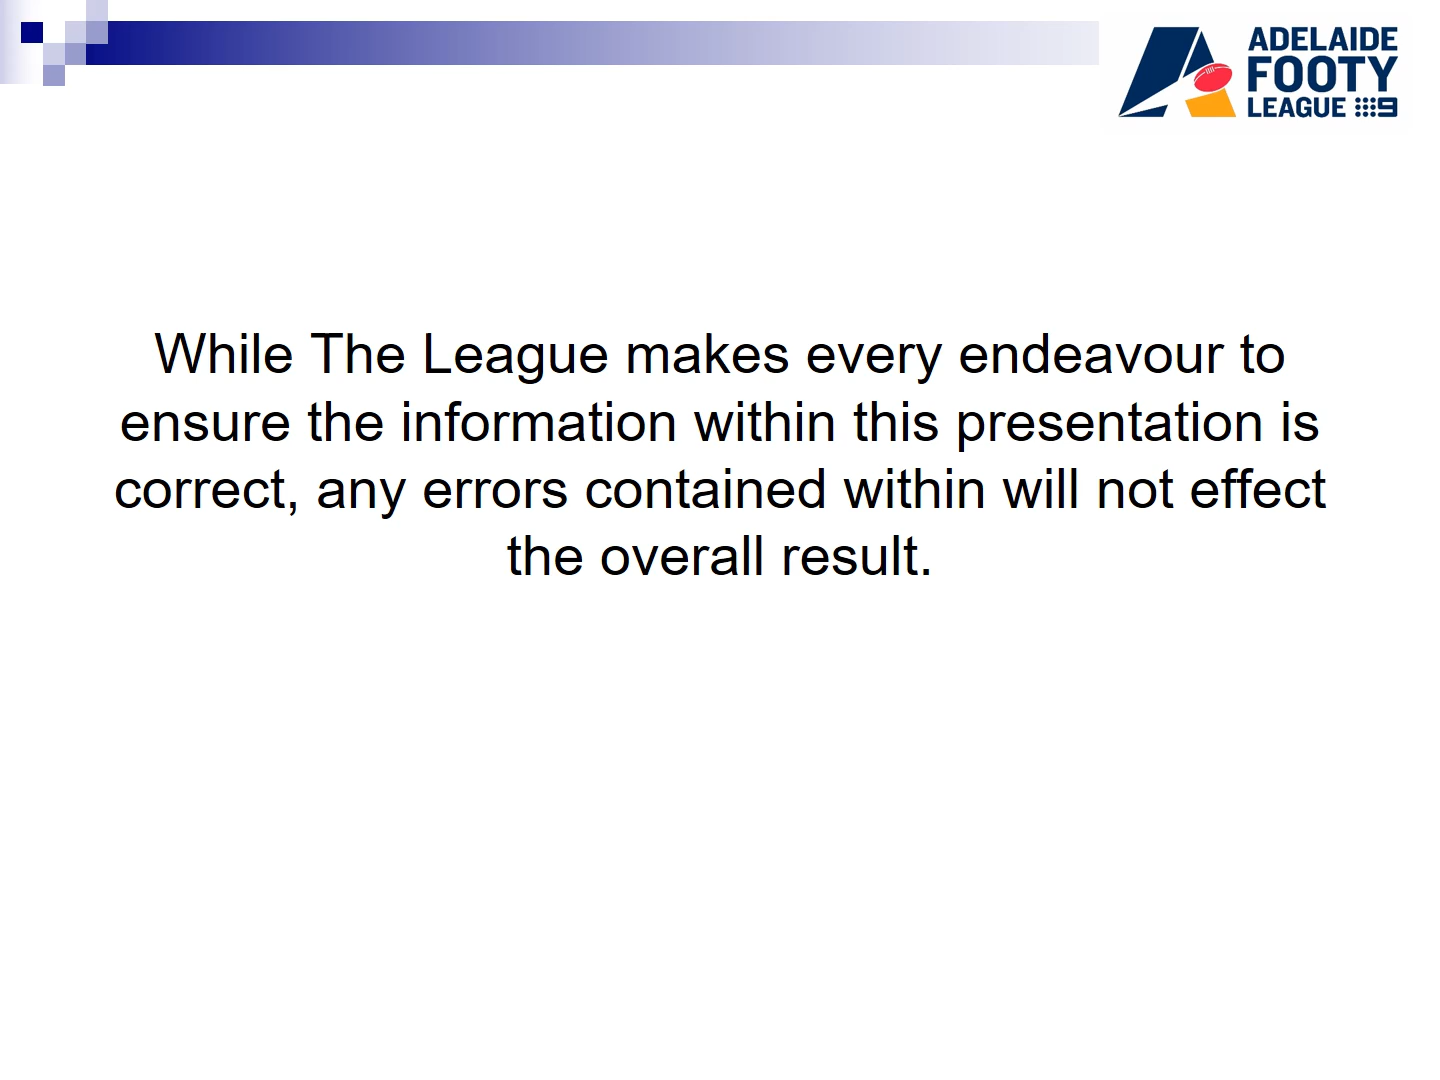 ADELAIDE
FOOTY
LEAGUE 9
While The League makes every endeavour to
ensure the information within this presentation is
correct, any errors contained within will not effect
the overall result.